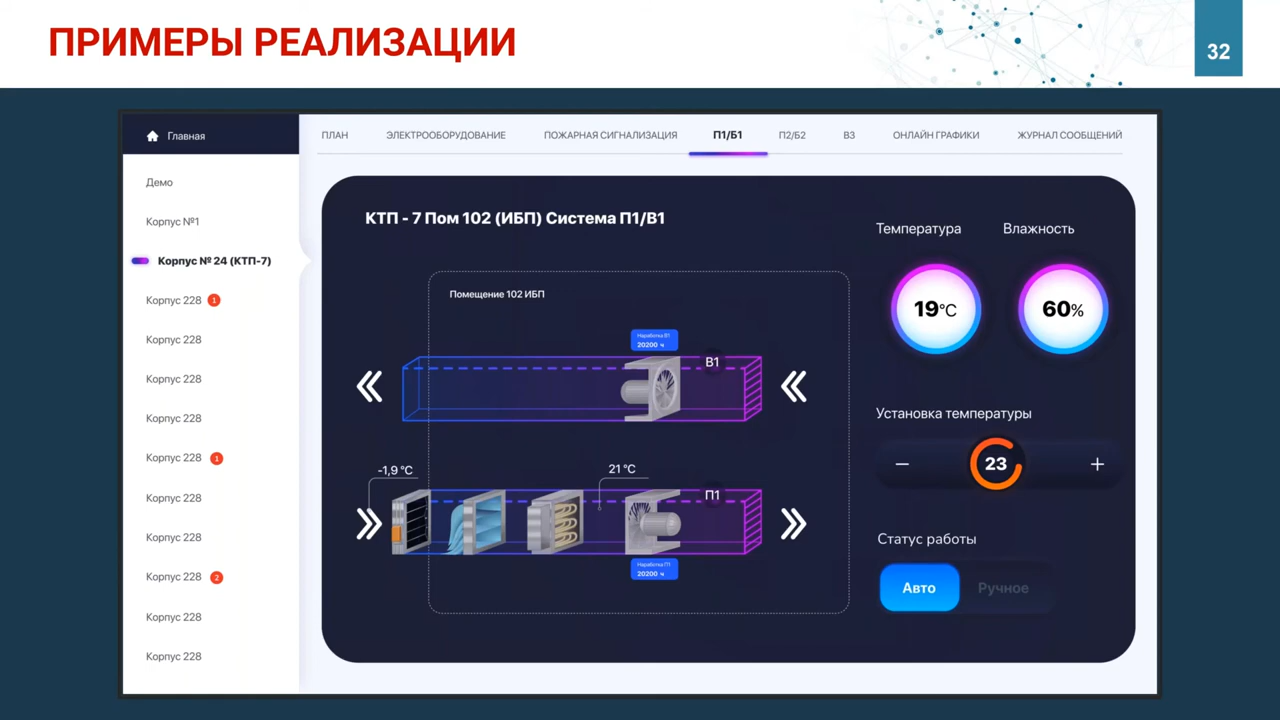 ПРИМЕРЫ РЕАЛИЗАЦИИ
32
Главная
Демо
Корпус №1
Корпус № 24 (КТП-7)
Корпус 228 1
Корпус 228
Корпус 228
Корпус 228
Корпус 228 1
Корпус 228
Корпус 228
Корпус 228 2
Корпус 228
Корпус 228
ПЛАН ЭЛЕКТРООБОРУДОВАНИЕ ПОЖАРНАЯ СИГНАЛИЗАЦИЯ П1/Б1 П2/Б2 ВЗ ОНЛАЙН ГРАФИКИ ЖУРНАЛ СООБЩЕНИЙ
КТП - 7 Пом 102 (ИБП) Система П1/В1
Помещение 102 ИБП
Наработка В1
20200 ч
В1
-1,9 °С
21 °С
П1
Наработка П1
20200 ч
Температура Влажность
19°C 60%
Установка температуры
− 23 +
Статус работы
Авто Ручное